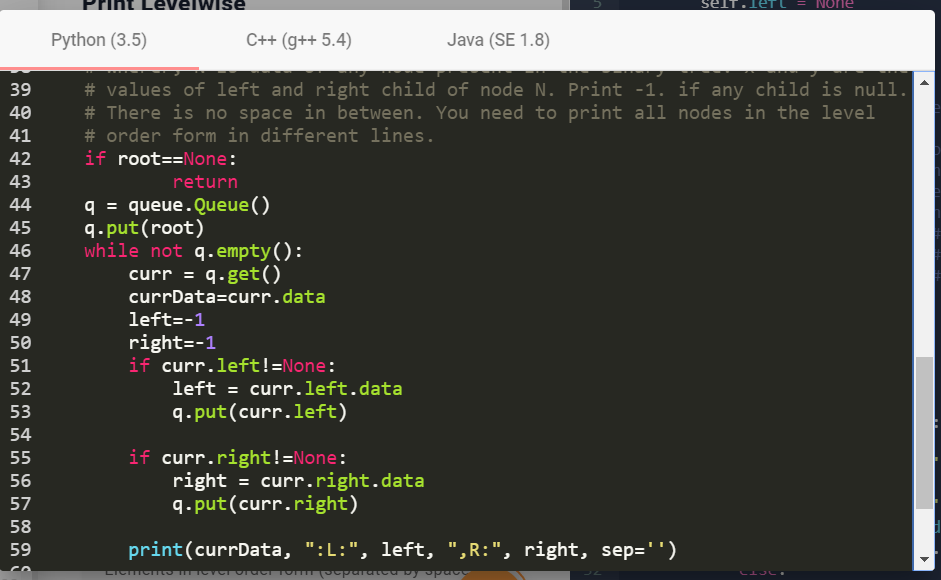 Print Levelwise
5 self.left = None
Python (3.5) C++ (g++ 5.4) Java (SE 1.8)
39 # values of left and right child of node N. Print -1. if any child is null.
40 # There is no space in between. You need to print all nodes in the level
41 # order form in different lines.
42 if root==None:
43 return
44 q = queue.Queue()
45 q.put(root)
46 while not q.empty():
47 curr = q.get()
48 currData=curr.data
49 left=-1
50 right=-1
51 if curr.left!=None:
52 left = curr.left.data
53 q.put(curr.left)
54
55 if curr.right!=None:
56 right = curr.right.data
57 q.put(curr.right)
58
59 print(currData, ":L:", left, ",R:", right, sep='')
Elements in level order form (separated by space